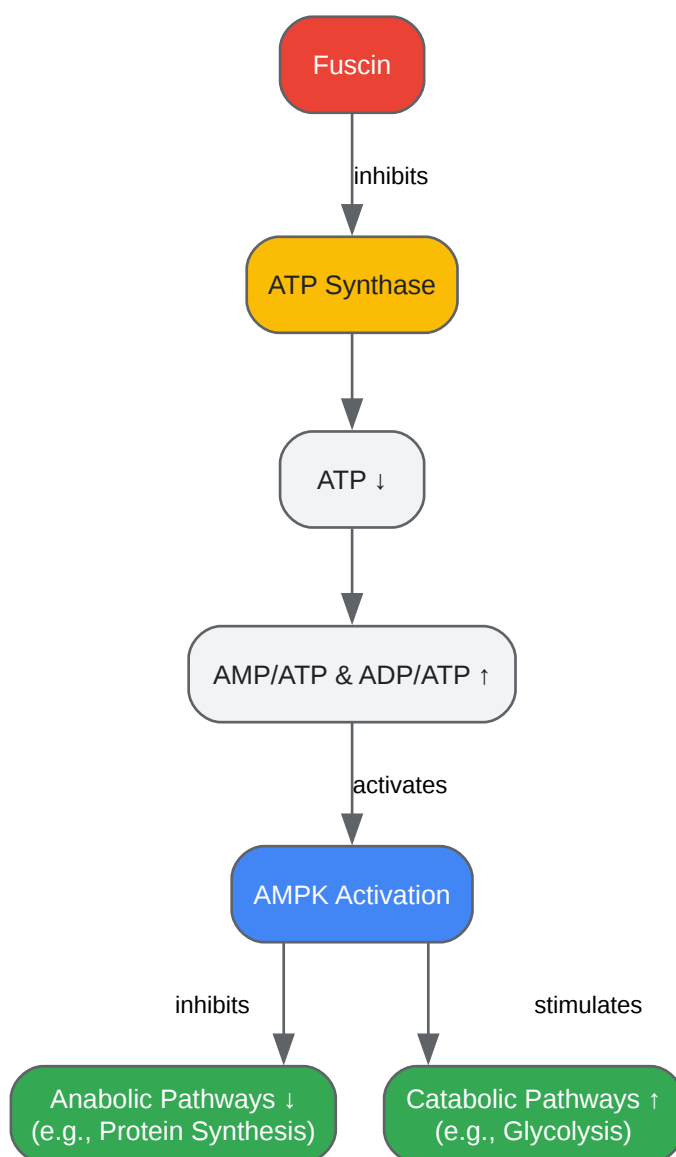 Fuscin
inhibits
ATP Synthase
ATP ↓
AMP/ATP & ADP/ATP ↑
activates
AMPK Activation
inhibits
stimulates
Anabolic Pathways ↓
(e.g., Protein Synthesis)
Catabolic Pathways ↑
(e.g., Glycolysis)